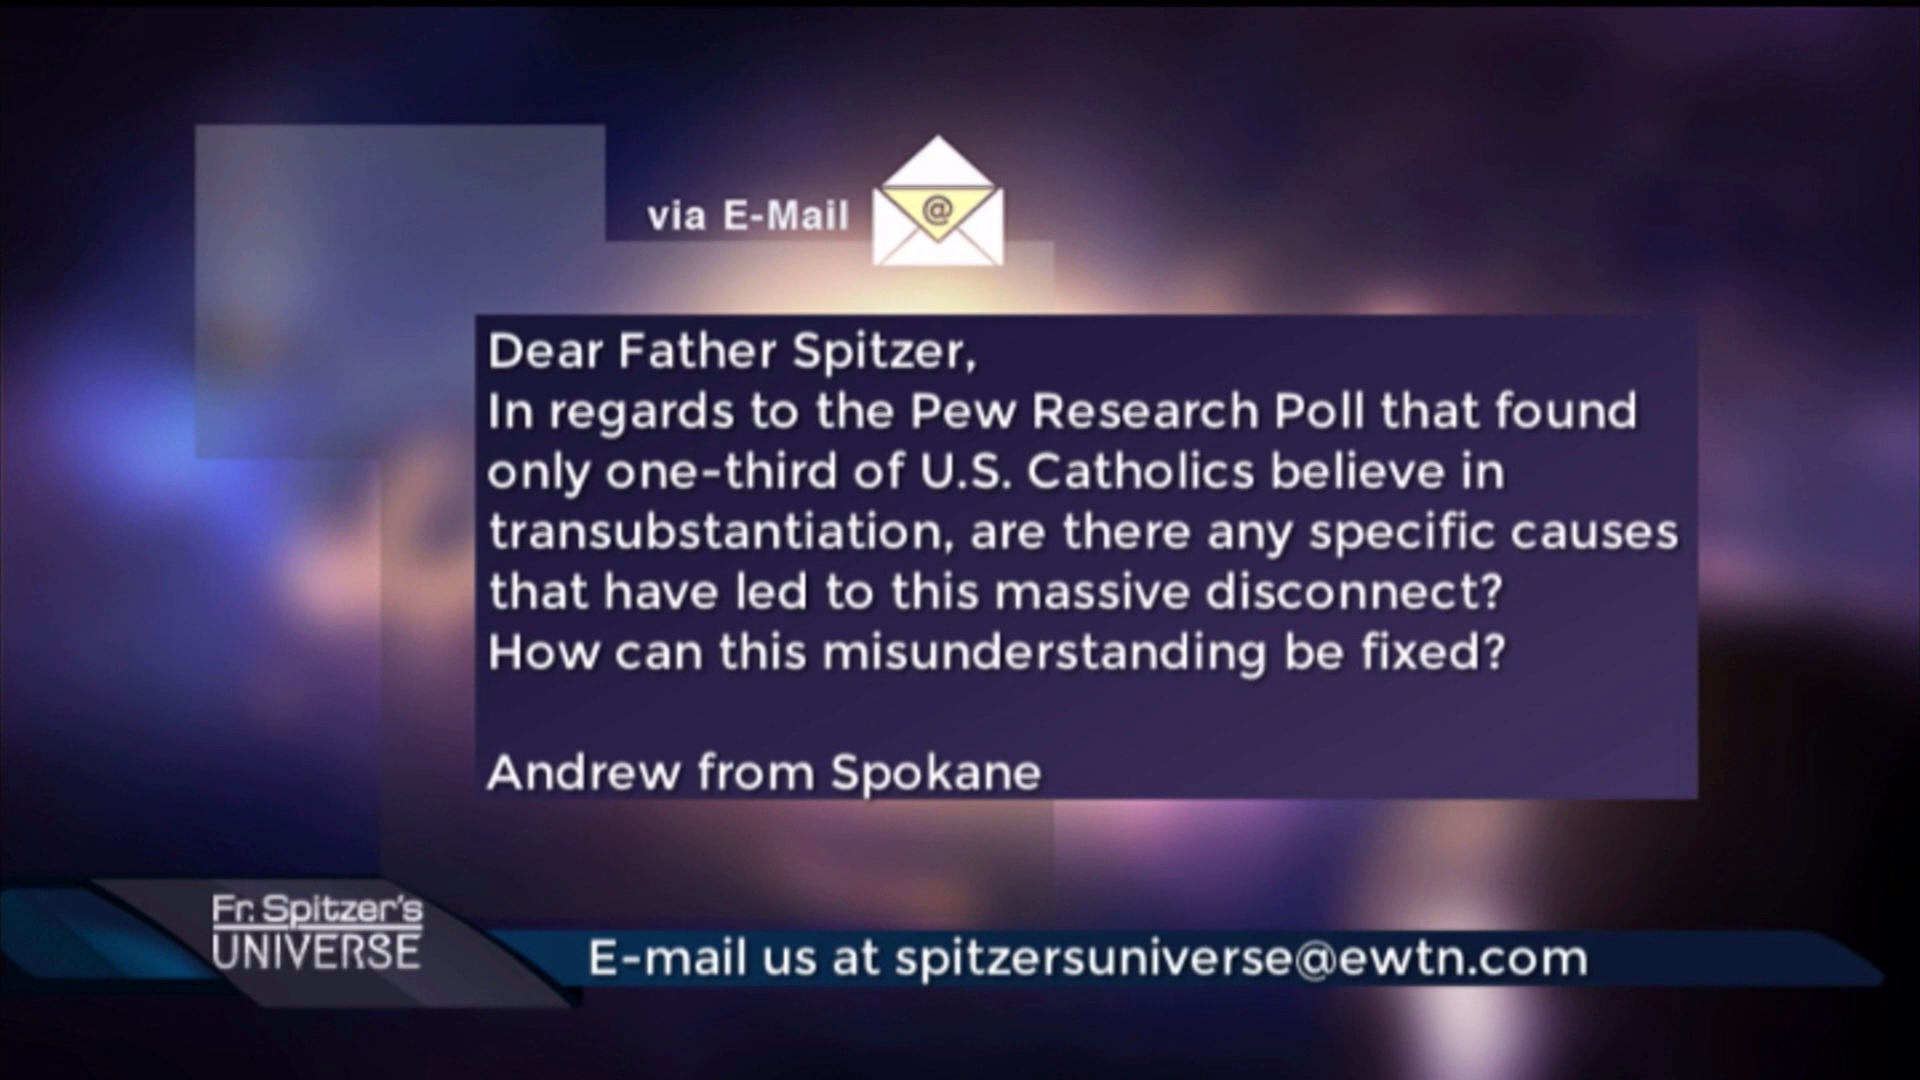 via E-Mail
@
Dear Father Spitzer,
In regards to the Pew Research Poll that found
only one-third of U.S. Catholics believe in
transubstantiation, are there any specific causes
that have led to this massive disconnect?
How can this misunderstanding be fixed?
Andrew from Spokane
Fr. Spitzer's
UNIVERSE
E-mail us at spitzersuniverse@ewtn.com